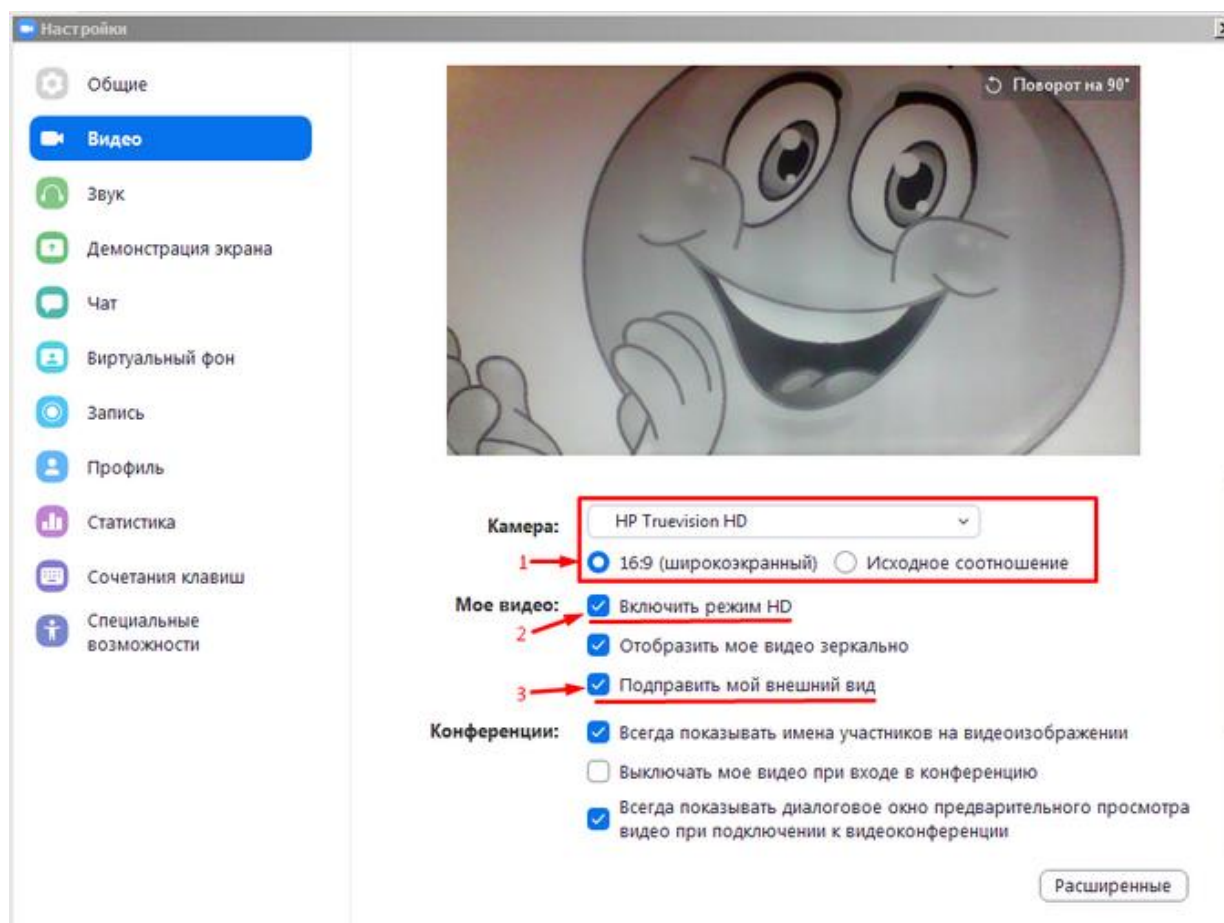 Настройки
Общие
Видео
Звук
Демонстрация экрана
Чат
Виртуальный фон
Запись
Профиль
Статистика
Сочетания клавиш
Специальные
возможности
Поворот на 90°
Камера:
HP Truevision HD
1
16:9 (широкоэкранный)
Исходное соотношение
Мое видео:
Включить режим HD
2
Отобразить мое видео зеркально
3
Подправить мой внешний вид
Конференции:
Всегда показывать имена участников на видеоизображении
Выключать мое видео при входе в конференцию
Всегда показывать диалоговое окно предварительного просмотра
видео при подключении к видеоконференции
Расширенные